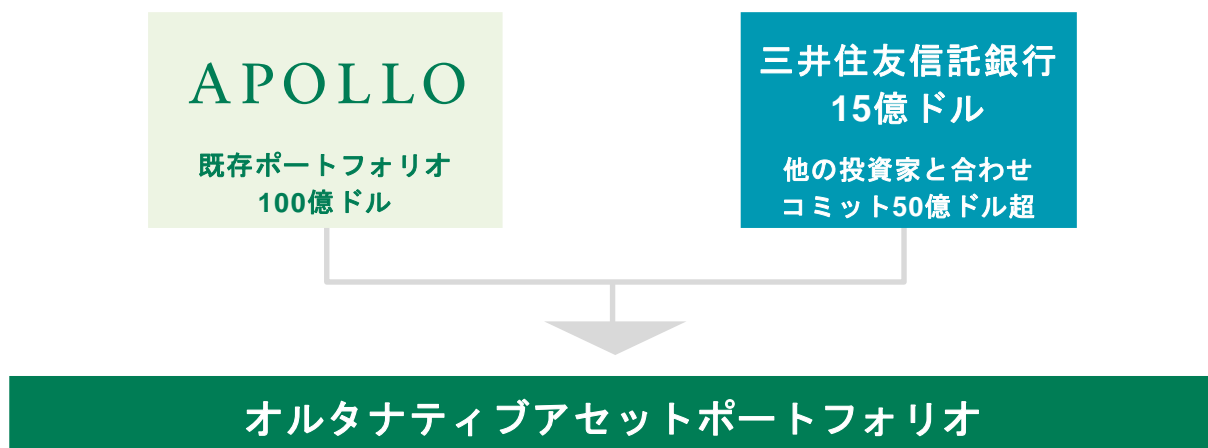 APOLLO
既存ポートフォリオ
100億ドル
三井住友信託銀行
15億ドル
他の投資家と合わせ
コミット50億ドル超
オルタナティブアセットポートフォリオ